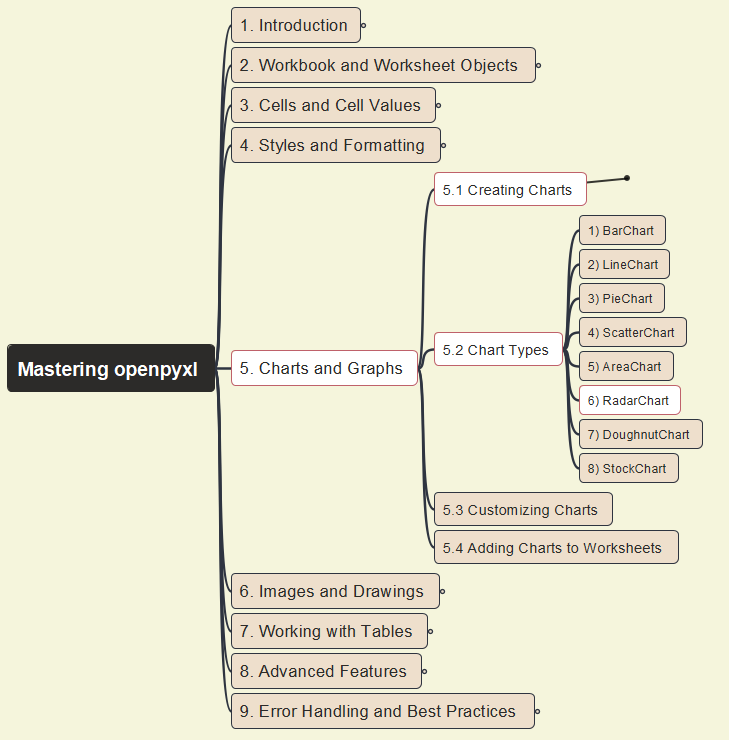 Mastering openpyxl
1. Introduction
2. Workbook and Worksheet Objects
3. Cells and Cell Values
4. Styles and Formatting
5. Charts and Graphs
5.1 Creating Charts
5.2 Chart Types
1) BarChart
2) LineChart
3) PieChart
4) ScatterChart
5) AreaChart
6) RadarChart
7) DoughnutChart
8) StockChart
5.3 Customizing Charts
5.4 Adding Charts to Worksheets
6. Images and Drawings
7. Working with Tables
8. Advanced Features
9. Error Handling and Best Practices